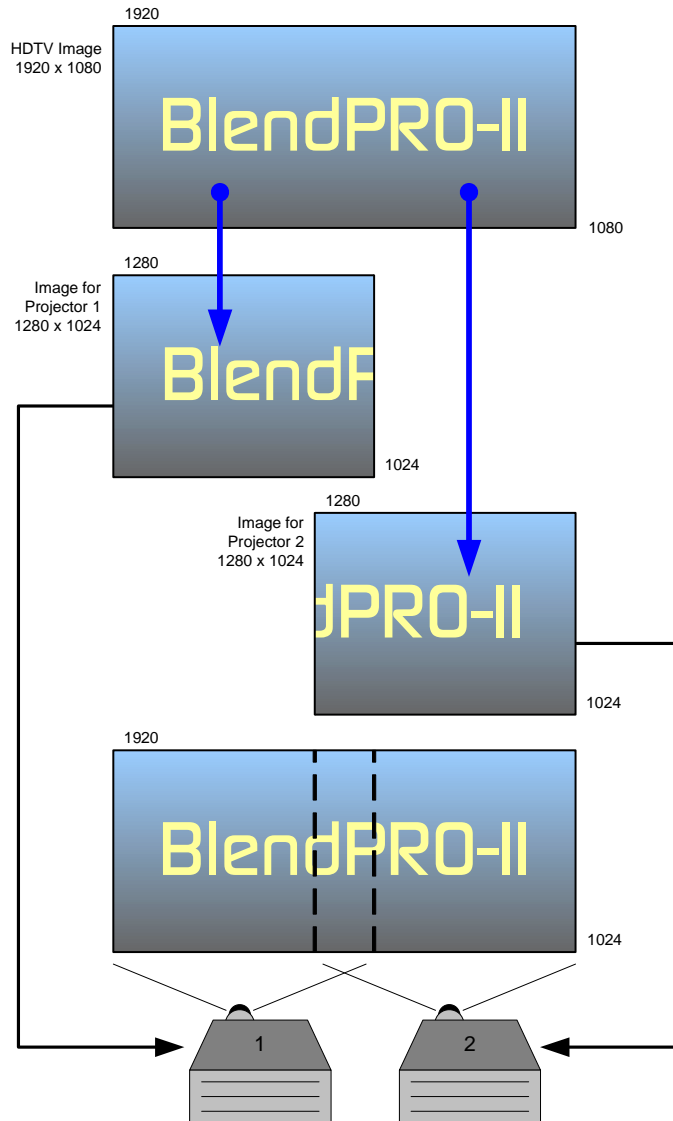 1920
HDTV Image
1920 x 1080
BlendPRO-II
1080
1280
Image for
Projector 1
1280 x 1024
BlendP
1024
1280
Image for
Projector 2
1280 x 1024
dPRO-II
1024
1920
BlendPRO-II
1024
1
2